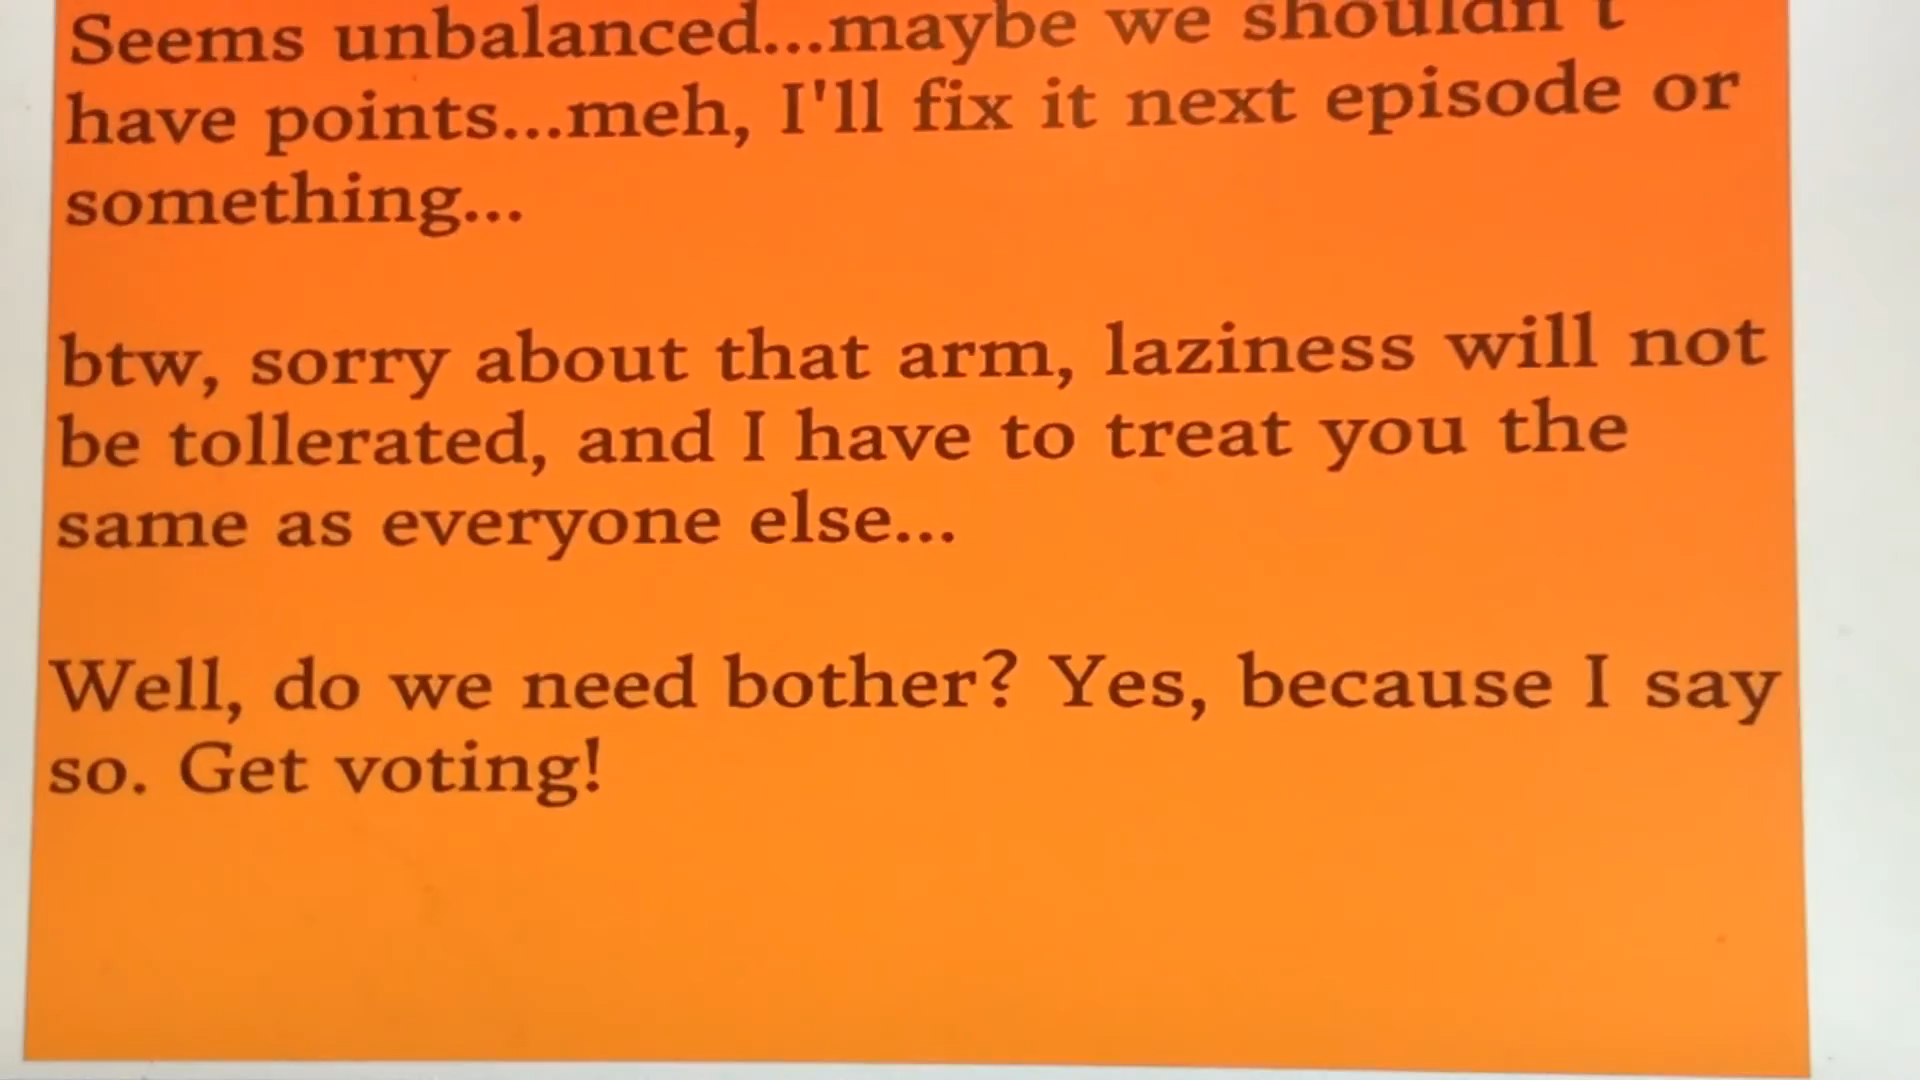 Seems unbalanced...maybe we shouldn't
have points...meh, I'll fix it next episode or
something...
btw, sorry about that arm, laziness will not
be tollerated, and I have to treat you the
same as everyone else...
Well, do we need bother? Yes, because I say
so. Get voting!